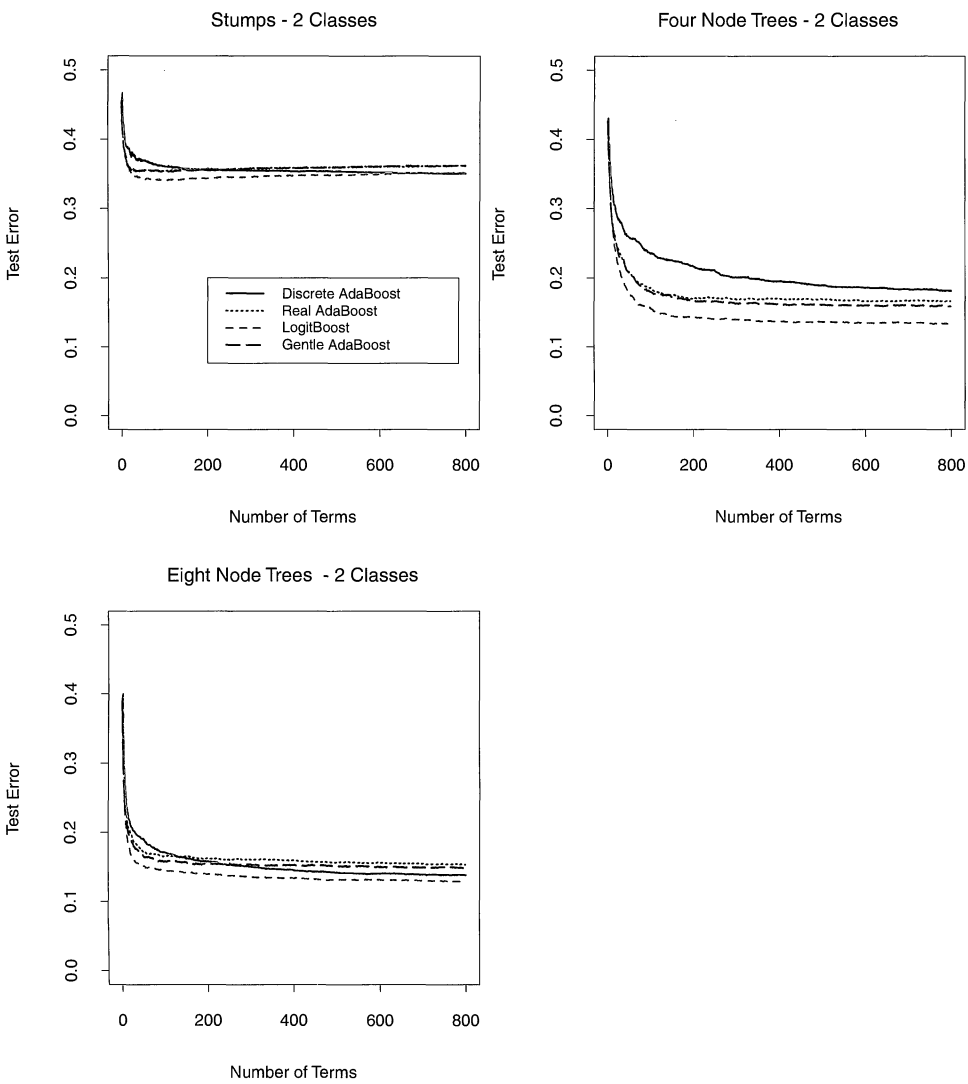 Stumps - 2 Classes
Test Error
0.5
0.4
0.3
0.2
0.1
0.0
Discrete AdaBoost
Real AdaBoost
LogitBoost
Gentle AdaBoost
0 200 400 600 800
Number of Terms
Four Node Trees - 2 Classes
Test Error
0.5
0.4
0.3
0.2
0.1
0.0
0 200 400 600 800
Number of Terms
Eight Node Trees - 2 Classes
Test Error
0.5
0.4
0.3
0.2
0.1
0.0
0 200 400 600 800
Number of Terms